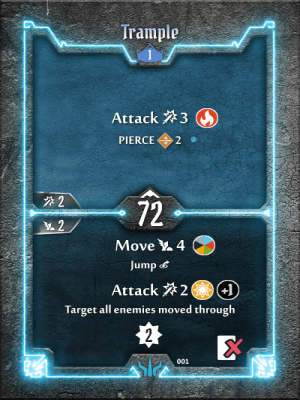 Trample
1
Attack 3
PIERCE 2
2
72
2
Move 4
Jump
Attack 2 +1
Target all enemies moved through
2
001